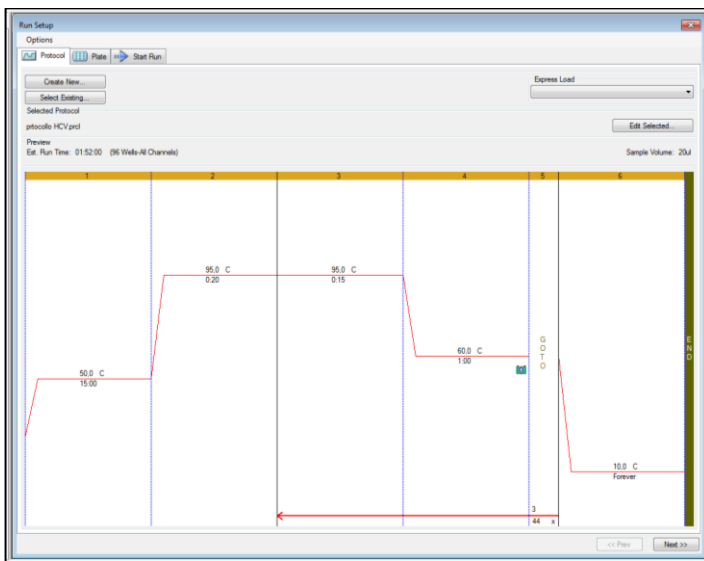 Run Setup
Options
Protocol Plate Start Run
Create New... Express Load
Select Existing...
Selected Protocol
prtocollo HCV.prcl Edit Selected...
Preview
Est. Run Time: 01:52:00 (96 Wells-All Channels) Sample Volume: 20ul
1 2 3 4 5 6
95,0 C 95,0 C
0:20 0:15
60,0 C
1:00
GOTO
END
50,0 C
15:00
10,0 C
Forever
3
44 x
<< Prev Next >>